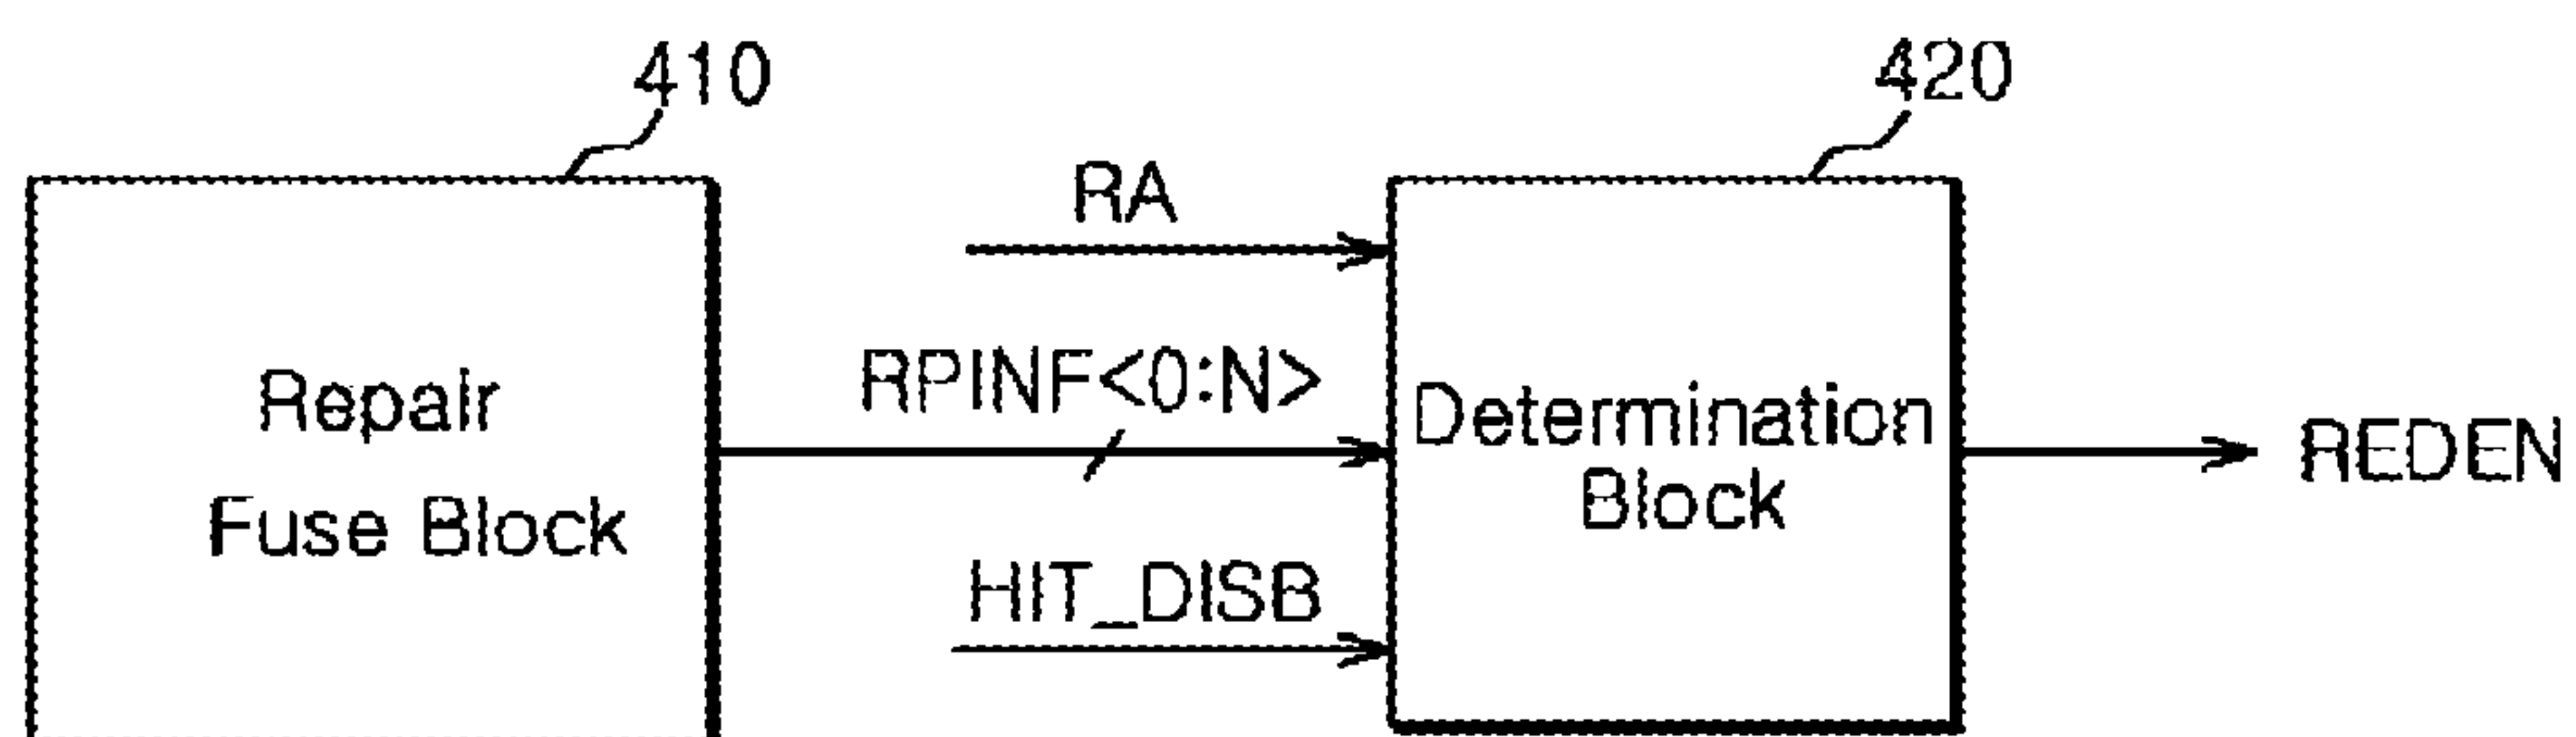 410
420
RA
RPINF<0:N>
HIT_DISB
Repair
Fuse Block
Determination
Block
REDEN